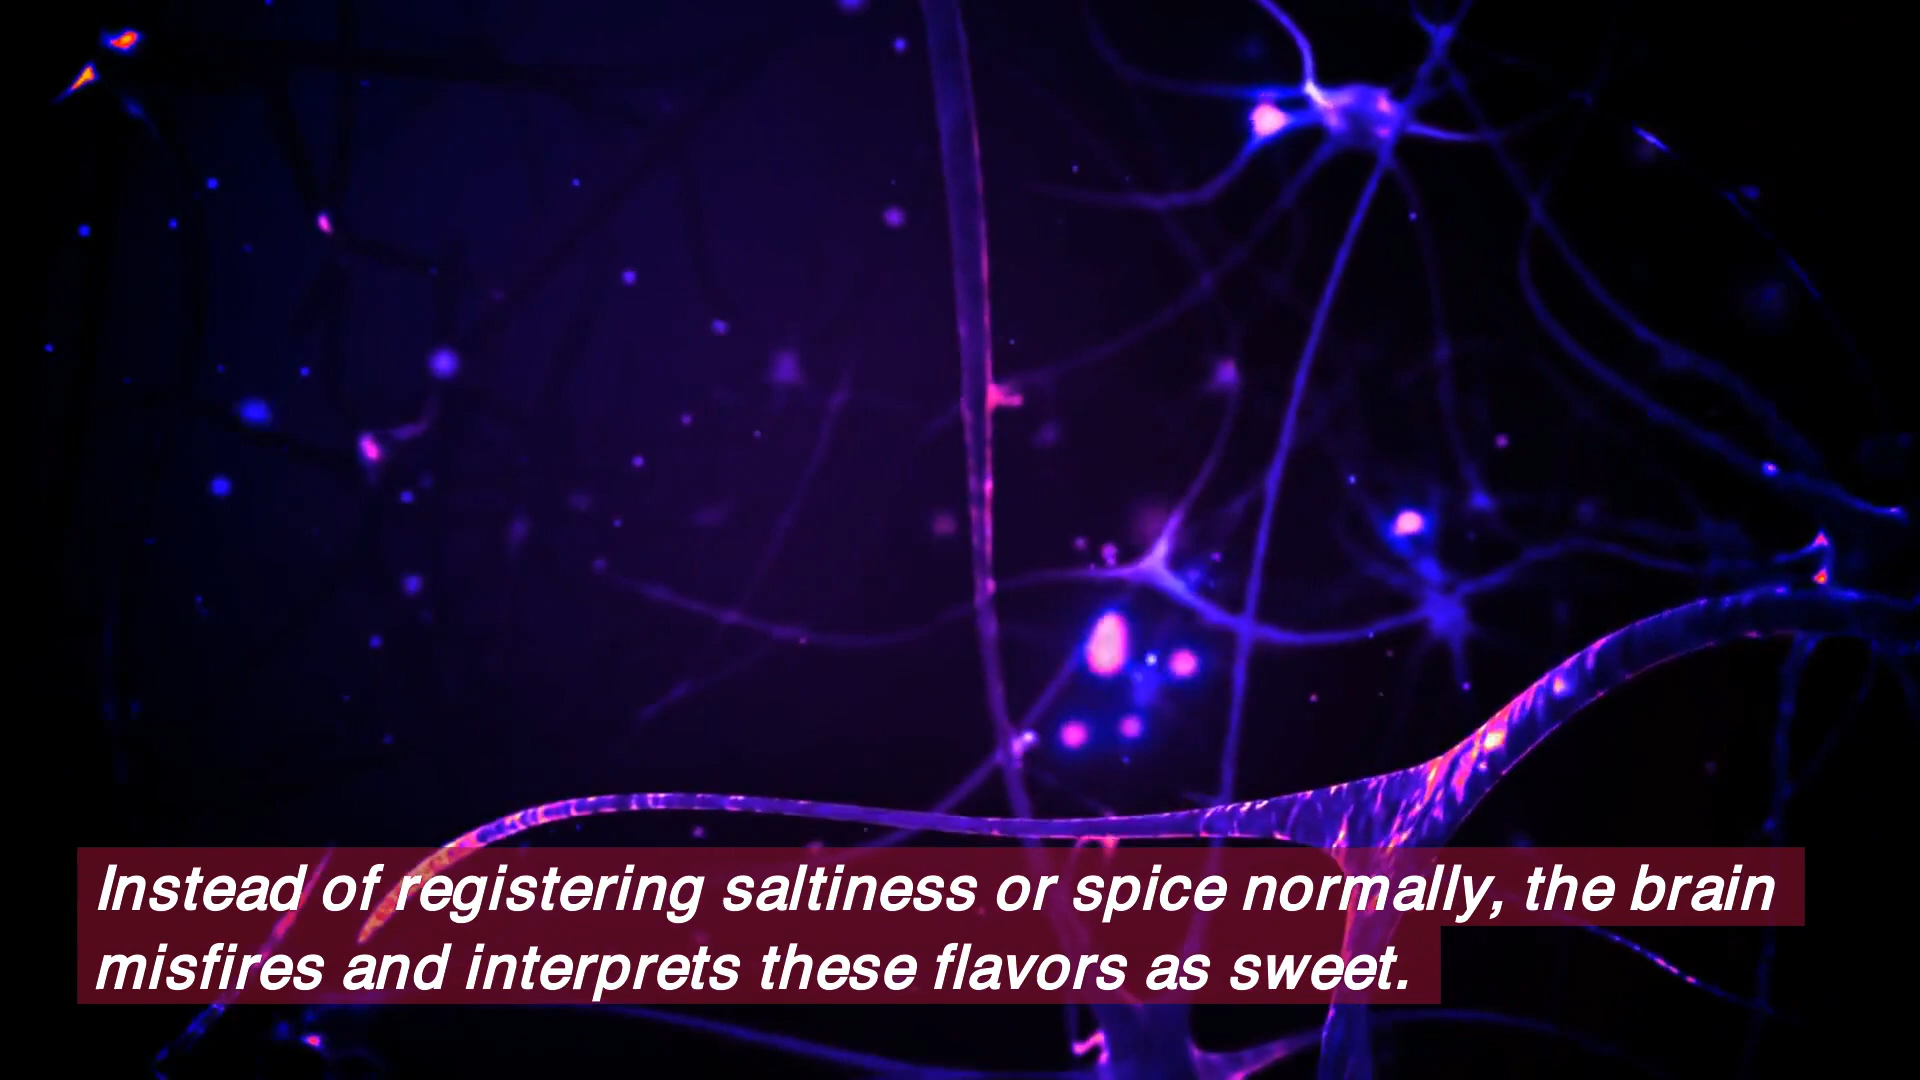 Instead of registering saltiness or spice normally, the brain
misfires and interprets these flavors as sweet.